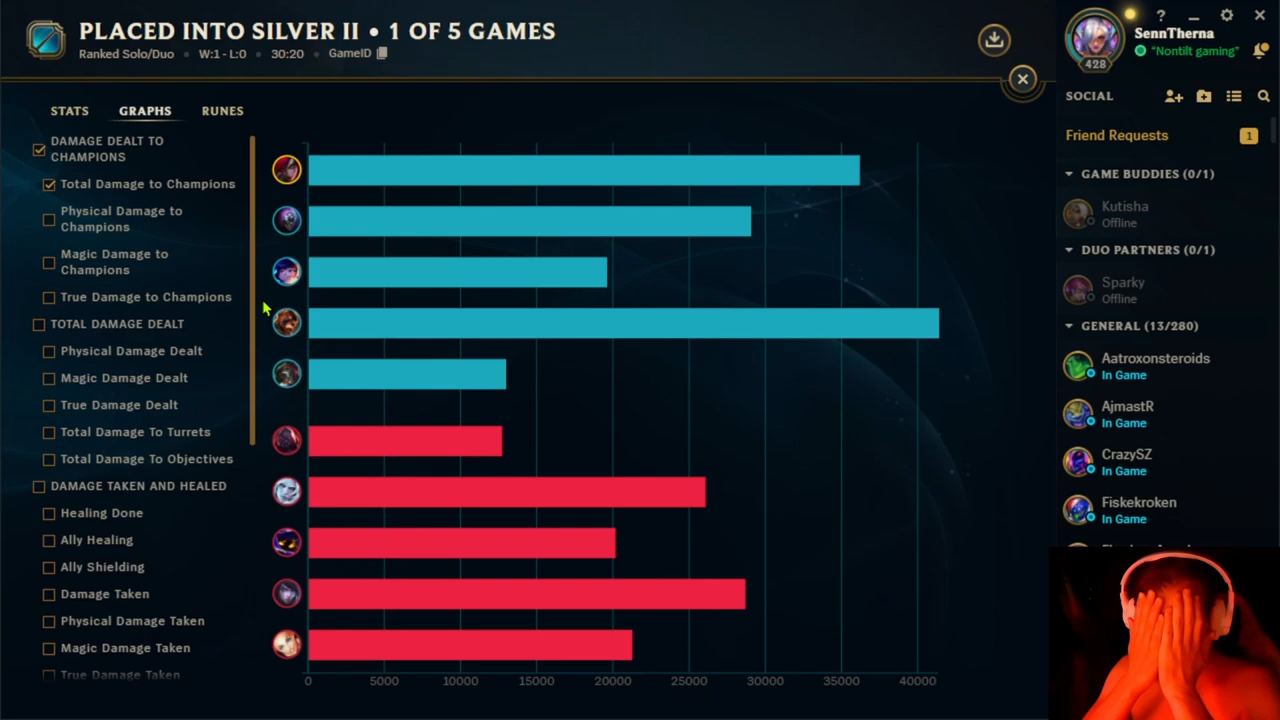 PLACED INTO SILVER II • 1 OF 5 GAMES
Ranked Solo/Duo • W:1 - L:0 • 30:20 • GameID
STATS GRAPHS RUNES
DAMAGE DEALT TO
CHAMPIONS
Total Damage to Champions
Physical Damage to
Champions
Magic Damage to
Champions
True Damage to Champions
TOTAL DAMAGE DEALT
Physical Damage Dealt
Magic Damage Dealt
True Damage Dealt
Total Damage To Turrets
Total Damage To Objectives
DAMAGE TAKEN AND HEALED
Healing Done
Ally Healing
Ally Shielding
Damage Taken
Physical Damage Taken
Magic Damage Taken
True Damage Taken
0 5000 10000 15000 20000 25000 30000 35000 40000
?
SennTherna
"Nontilt gaming"
428
SOCIAL
Friend Requests 1
GAME BUDDIES (0/1)
Kutisha
Offline
DUO PARTNERS (0/1)
Sparky
Offline
GENERAL (13/280)
Aatroxonsteroids
In Game
AjmastR
In Game
CrazySZ
In Game
Fiskekroken
In Game